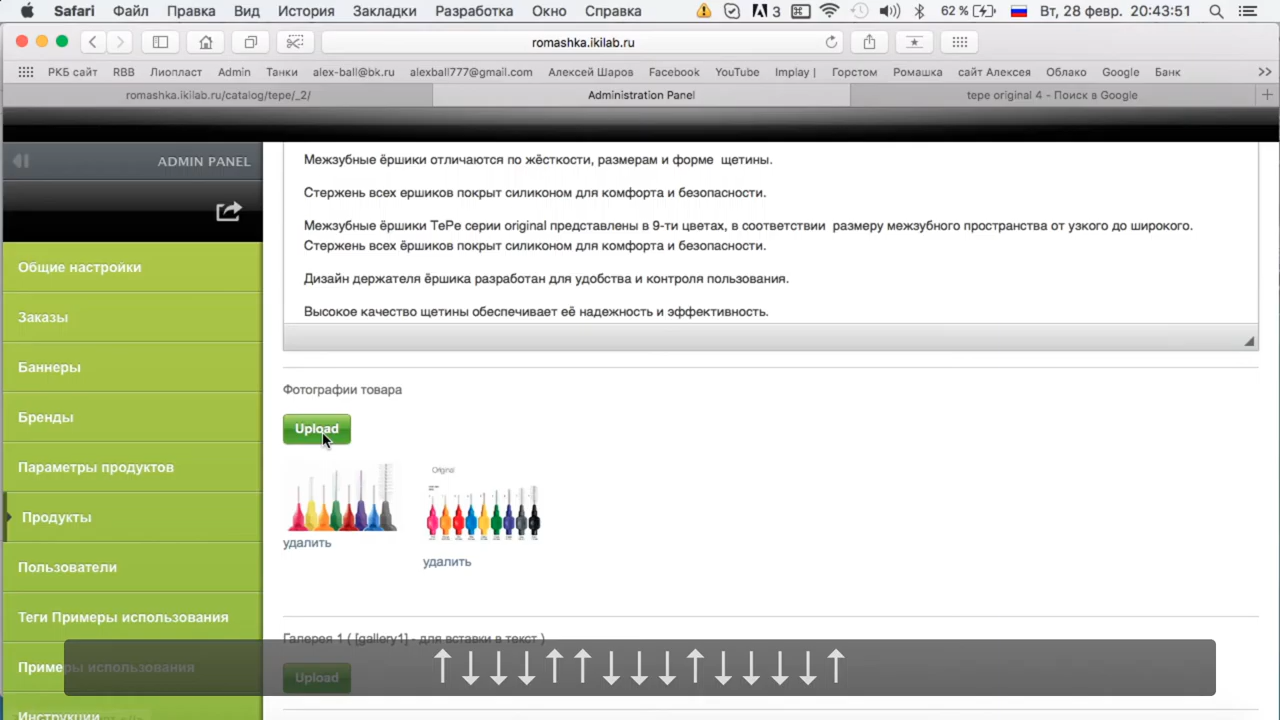 Safari Файл Правка Вид История Закладки Разработка Окно Справка 3 62 % Вт, 28 февр. 20:43:51
romashka.ikilab.ru
РКБ сайт RBB Лиопласт Admin Танки alex-ball@bk.ru alexball777@gmail.com Алексей Шаров Facebook YouTube Implay | Горстом Ромашка сайт Алексея Облако Google Банк >>
romashka.ikilab.ru/catalog/tepe/_2/ Administration Panel tepe original 4 - Поиск в Google +
ADMIN PANEL
Общие настройки
Заказы
Баннеры
Бренды
Параметры продуктов
Продукты
Пользователи
Теги Примеры использования
Примеры использования
Инструкции
Межзубные ёршики отличаются по жёсткости, размерам и форме щетины.
Стержень всех ершиков покрыт силиконом для комфорта и безопасности.
Межзубные ёршики TePe серии original представлены в 9-ти цветах, в соответствии размеру межзубного пространства от узкого до широкого.
Стержень всех ёршиков покрыт силиконом для комфорта и безопасности.
Дизайн держателя ёршика разработан для удобства и контроля пользования.
Высокое качество щетины обеспечивает её надежность и эффективность.
Фотографии товара
Upload
Original
удалить
удалить
Галерея 1 ( [gallery1] - для вставки в текст )
Upload
↑↓↓↓↑↑↓↓↓↑↓↓↓↓↑